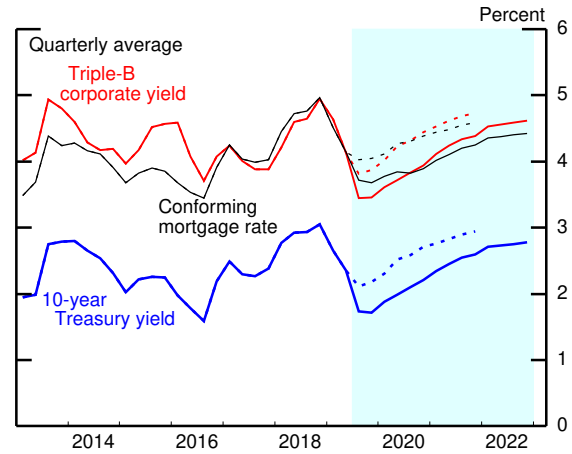 Percent
Quarterly average
Triple-B
corporate yield
Conforming
mortgage rate
10-year
Treasury yield
6
5
4
3
2
1
0
2014 2016 2018 2020 2022